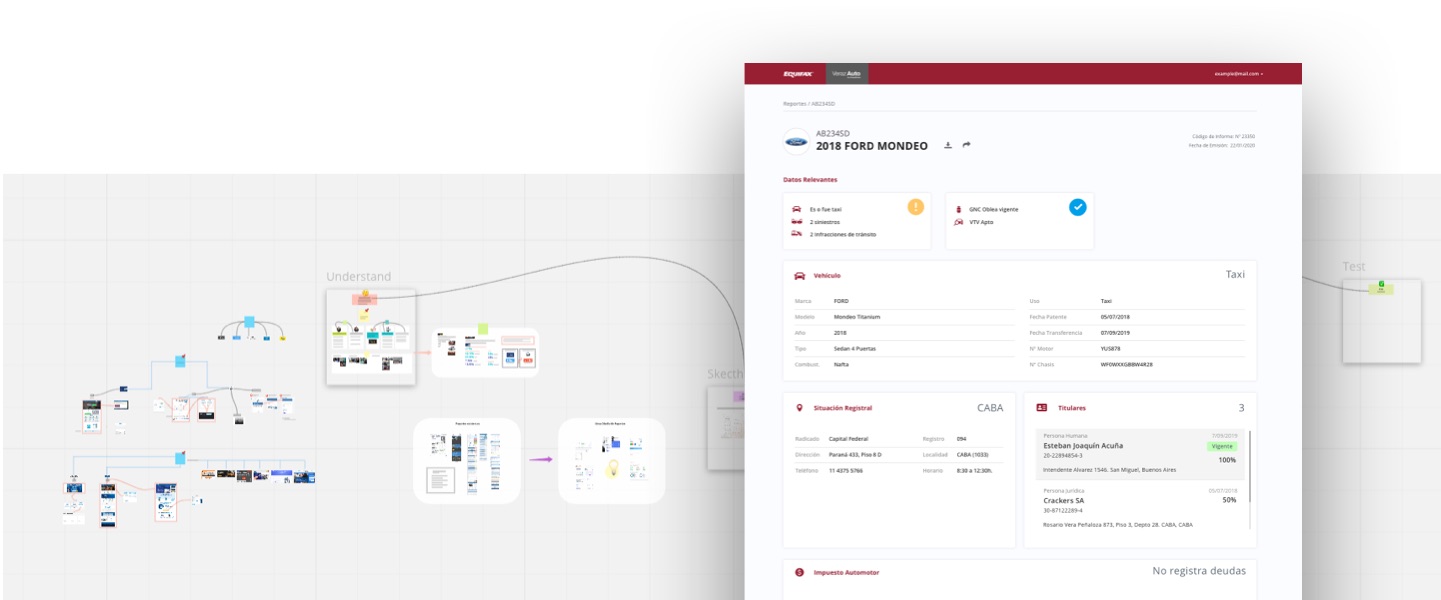 EQUIFAX
Veraz Auto
example@mail.com
Reportes / AB234SD
AB234SD
2018 FORD MONDEO
Código de Informe: N° 23350
Fecha de Emisión: 22/01/2020
Datos Relevantes
Es o fue taxi
2 siniestros
2 infracciones de tránsito
GNC Oblea vigente
VTV Apto
Understand
Skecth
Test
Vehículo
Taxi
Marca FORD
Uso Taxi
Modelo Mondeo Titanium
Fecha Patente 05/07/2018
Año 2018
Fecha Transferencia 07/09/2019
Tipo Sedan 4 Puertas
N° Motor YUS878
Combust. Nafta
N° Chasis WF0WXXGBBW4R28
Situación Registral
CABA
Radicado Capital Federal
Registro 094
Dirección Paraná 433, Piso 8 D
Localidad CABA (1033)
Teléfono 11 4375 5766
Horario 8:30 a 12:30h.
Titulares
3
Persona Humana
7/09/2019
Esteban Joaquín Acuña
Vigente
20-22894854-3
100%
Intendente Alvarez 1546, San Miguel, Buenos Aires
Persona Jurídica
05/07/2018
Crackers SA
50%
30-87122289-4
Rosario Vera Peñaloza 673, Piso 3, Depto 28. CABA, CABA
Impuesto Automotor
No registra deudas